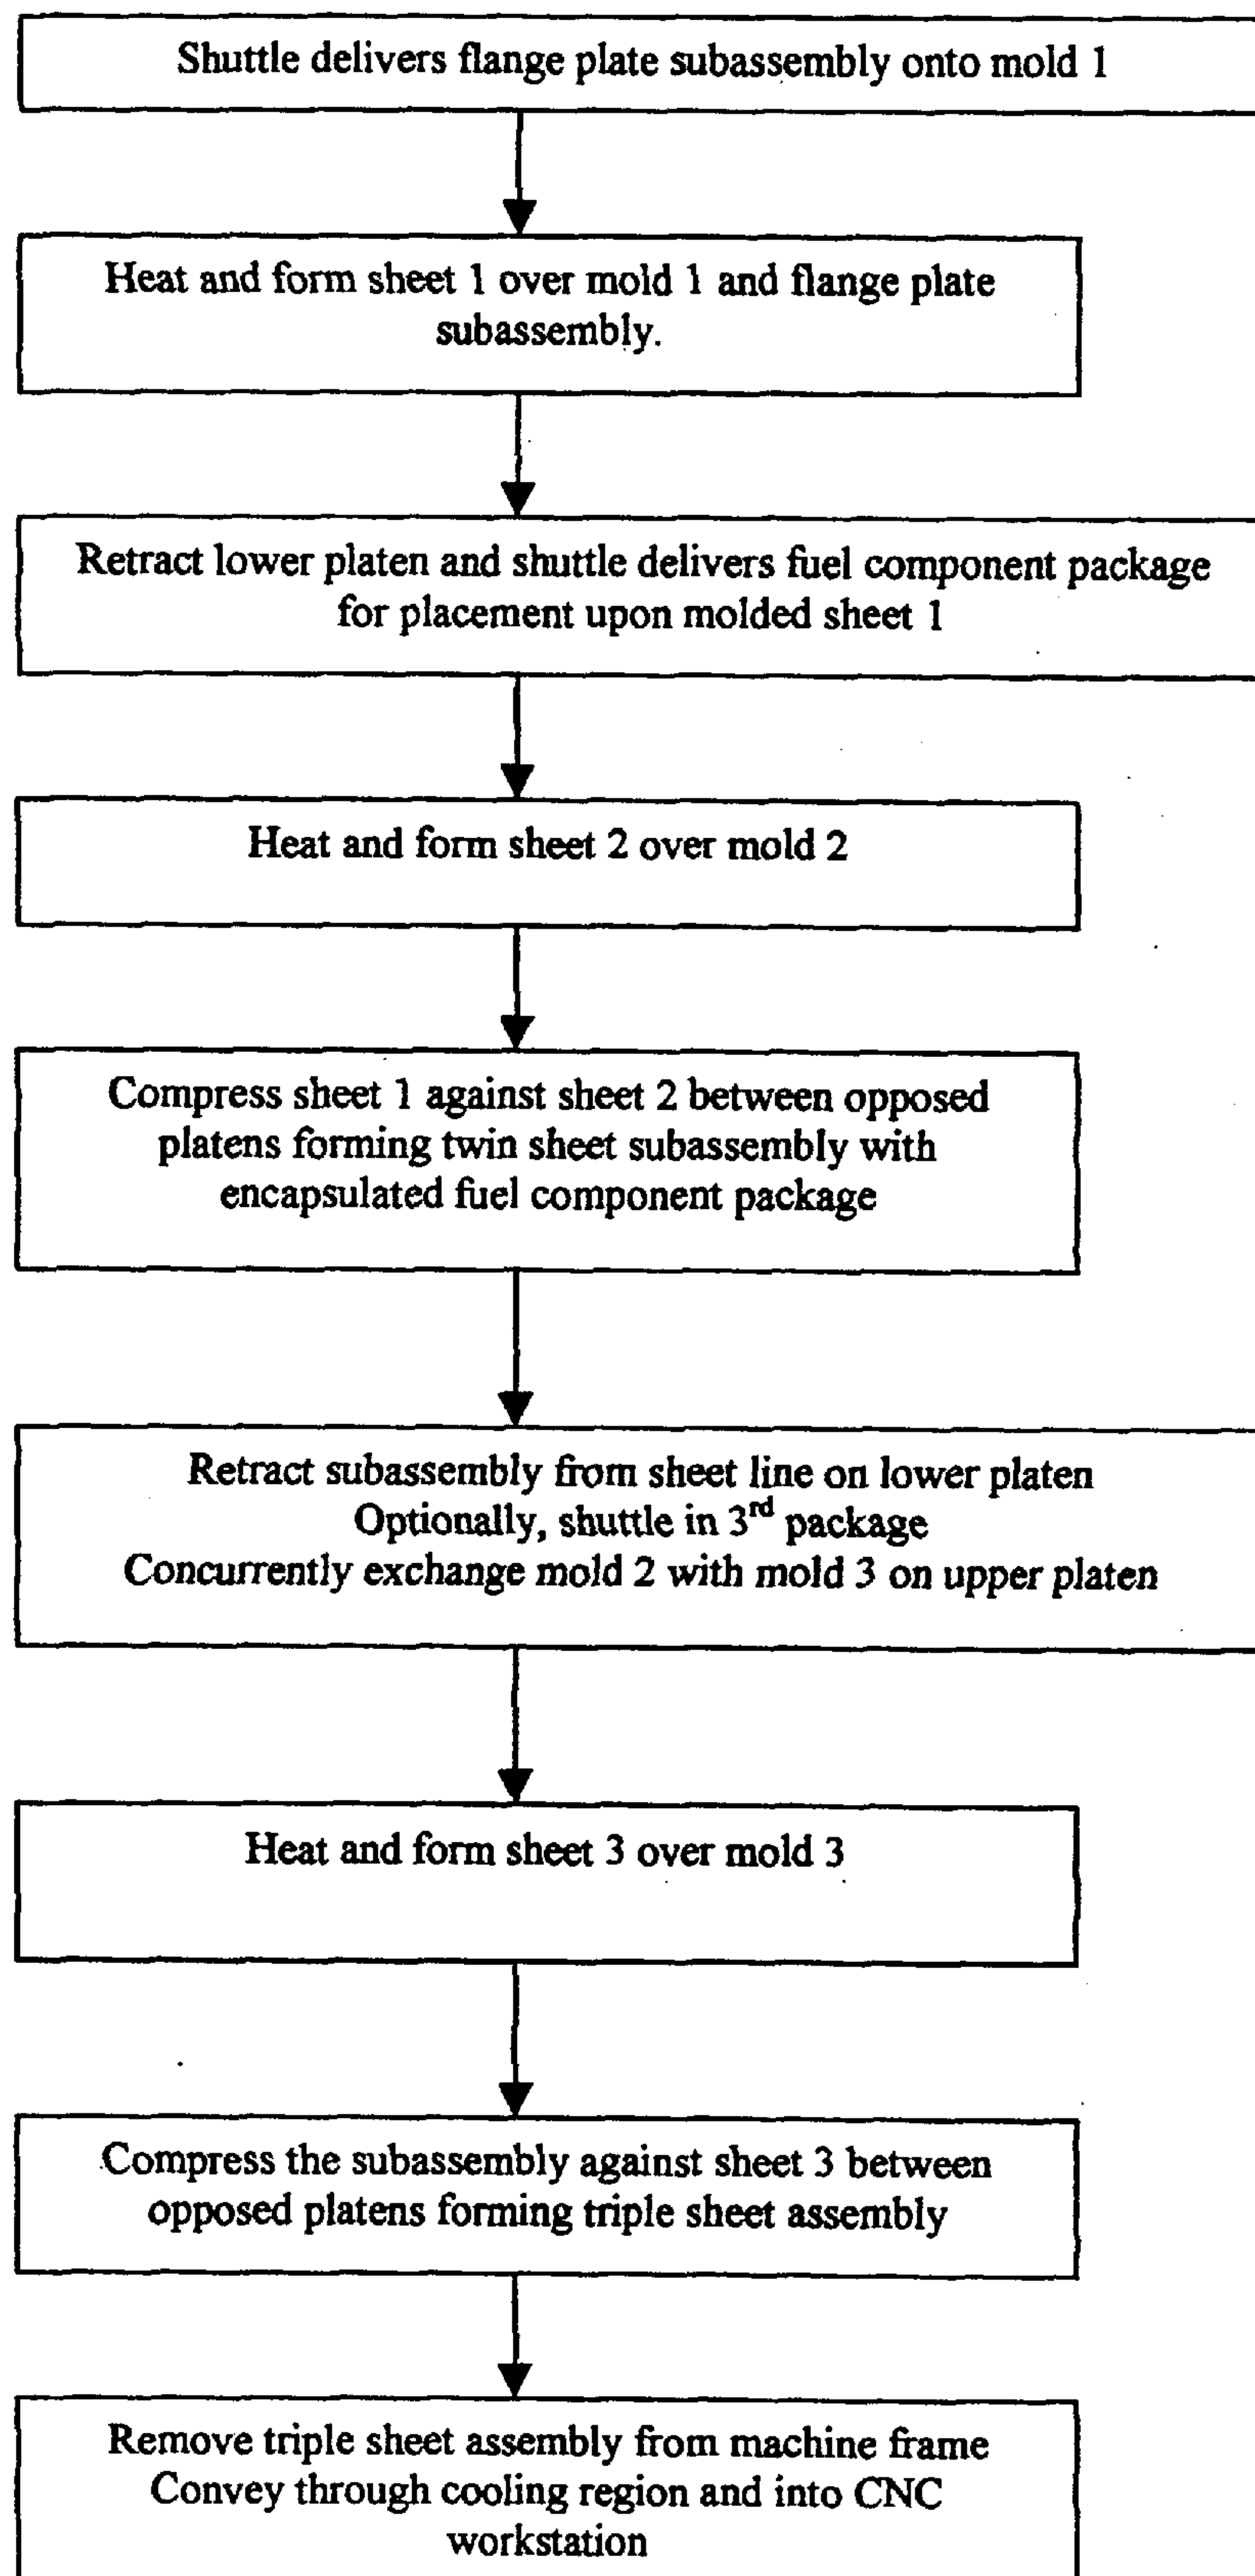 Shuttle delivers flange plate subassembly onto mold 1
Heat and form sheet 1 over mold 1 and flange plate
subassembly.
Retract lower platen and shuttle delivers fuel component package
for placement upon molded sheet 1
Heat and form sheet 2 over mold 2
Compress sheet 1 against sheet 2 between opposed
platens forming twin sheet subassembly with
encapsulated fuel component package
Retract subassembly from sheet line on lower platen
Optionally, shuttle in 3rd package
Concurrently exchange mold 2 with mold 3 on upper platen
Heat and form sheet 3 over mold 3
Compress the subassembly against sheet 3 between
opposed platens forming triple sheet assembly
Remove triple sheet assembly from machine frame
Convey through cooling region and into CNC
workstation